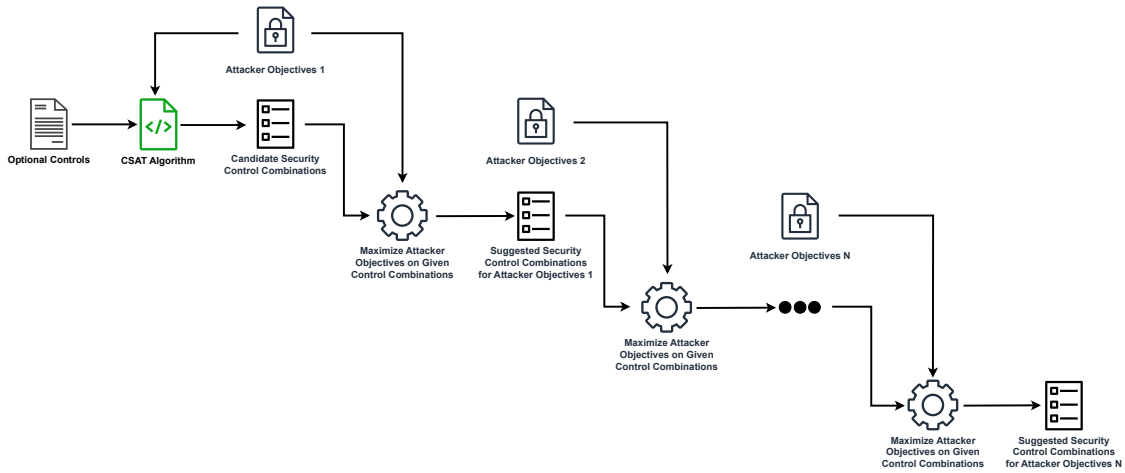 Attacker Objectives 1
Optional Controls
</>
CSAT Algorithm
Candidate Security
Control Combinations
Attacker Objectives 2
Maximize Attacker
Objectives on Given
Control Combinations
Suggested Security
Control Combinations
for Attacker Objectives 1
Attacker Objectives N
Maximize Attacker
Objectives on Given
Control Combinations
Maximize Attacker
Objectives on Given
Control Combinations
Suggested Security
Control Combinations
for Attacker Objectives N